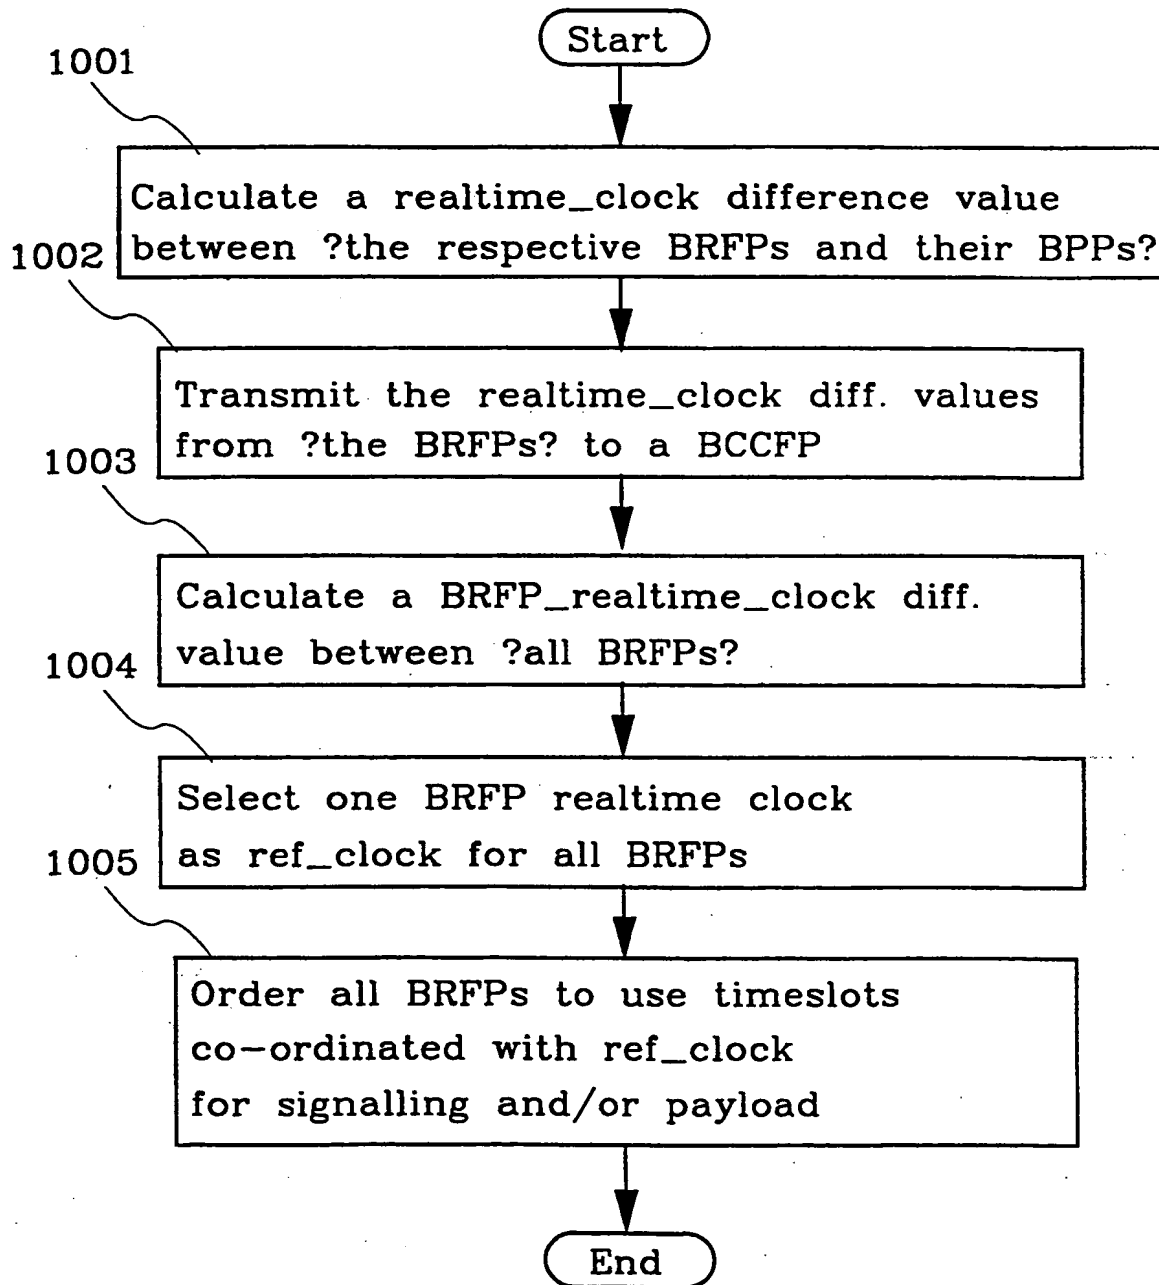 Start
1001
Calculate a realtime_clock difference value
between ?the respective BRFPs and their BPPs?
1002
Transmit the realtime_clock diff. values
from ?the BRFPs? to a BCCFP
1003
Calculate a BRFP_realtime_clock diff.
value between ?all BRFPs?
1004
Select one BRFP realtime clock
as ref_clock for all BRFPs
1005
Order all BRFPs to use timeslots
co-ordinated with ref_clock
for signalling and/or payload
End